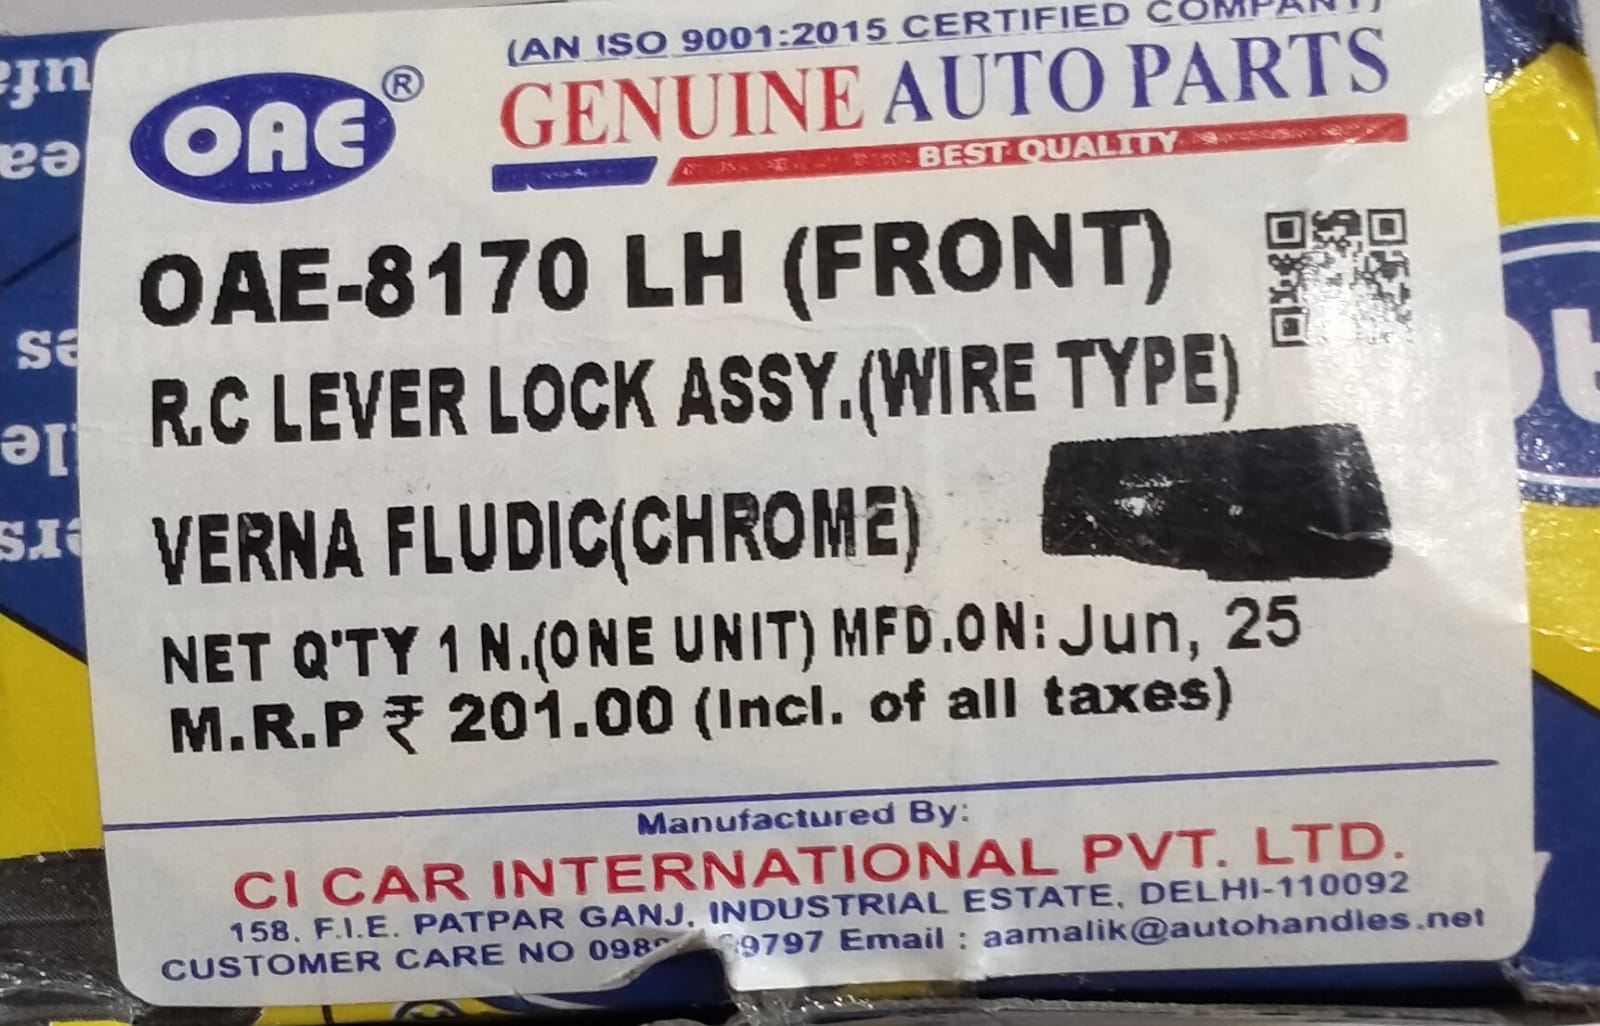 (AN ISO 9001:2015 CERTIFIED COMPANY)
OAE ®
GENUINE AUTO PARTS
BEST QUALITY
OAE-8170 LH (FRONT)
R.C LEVER LOCK ASSY.(WIRE TYPE)
VERNA FLUDIC(CHROME)
NET Q'TY 1 N.(ONE UNIT) MFD.ON: Jun, 25
M.R.P ₹ 201.00 (Incl. of all taxes)
Manufactured By:
CI CAR INTERNATIONAL PVT. LTD.
158, F.I.E. PATPAR GANJ, INDUSTRIAL ESTATE, DELHI-110092
CUSTOMER CARE NO Email : aamalik@autohandles.net